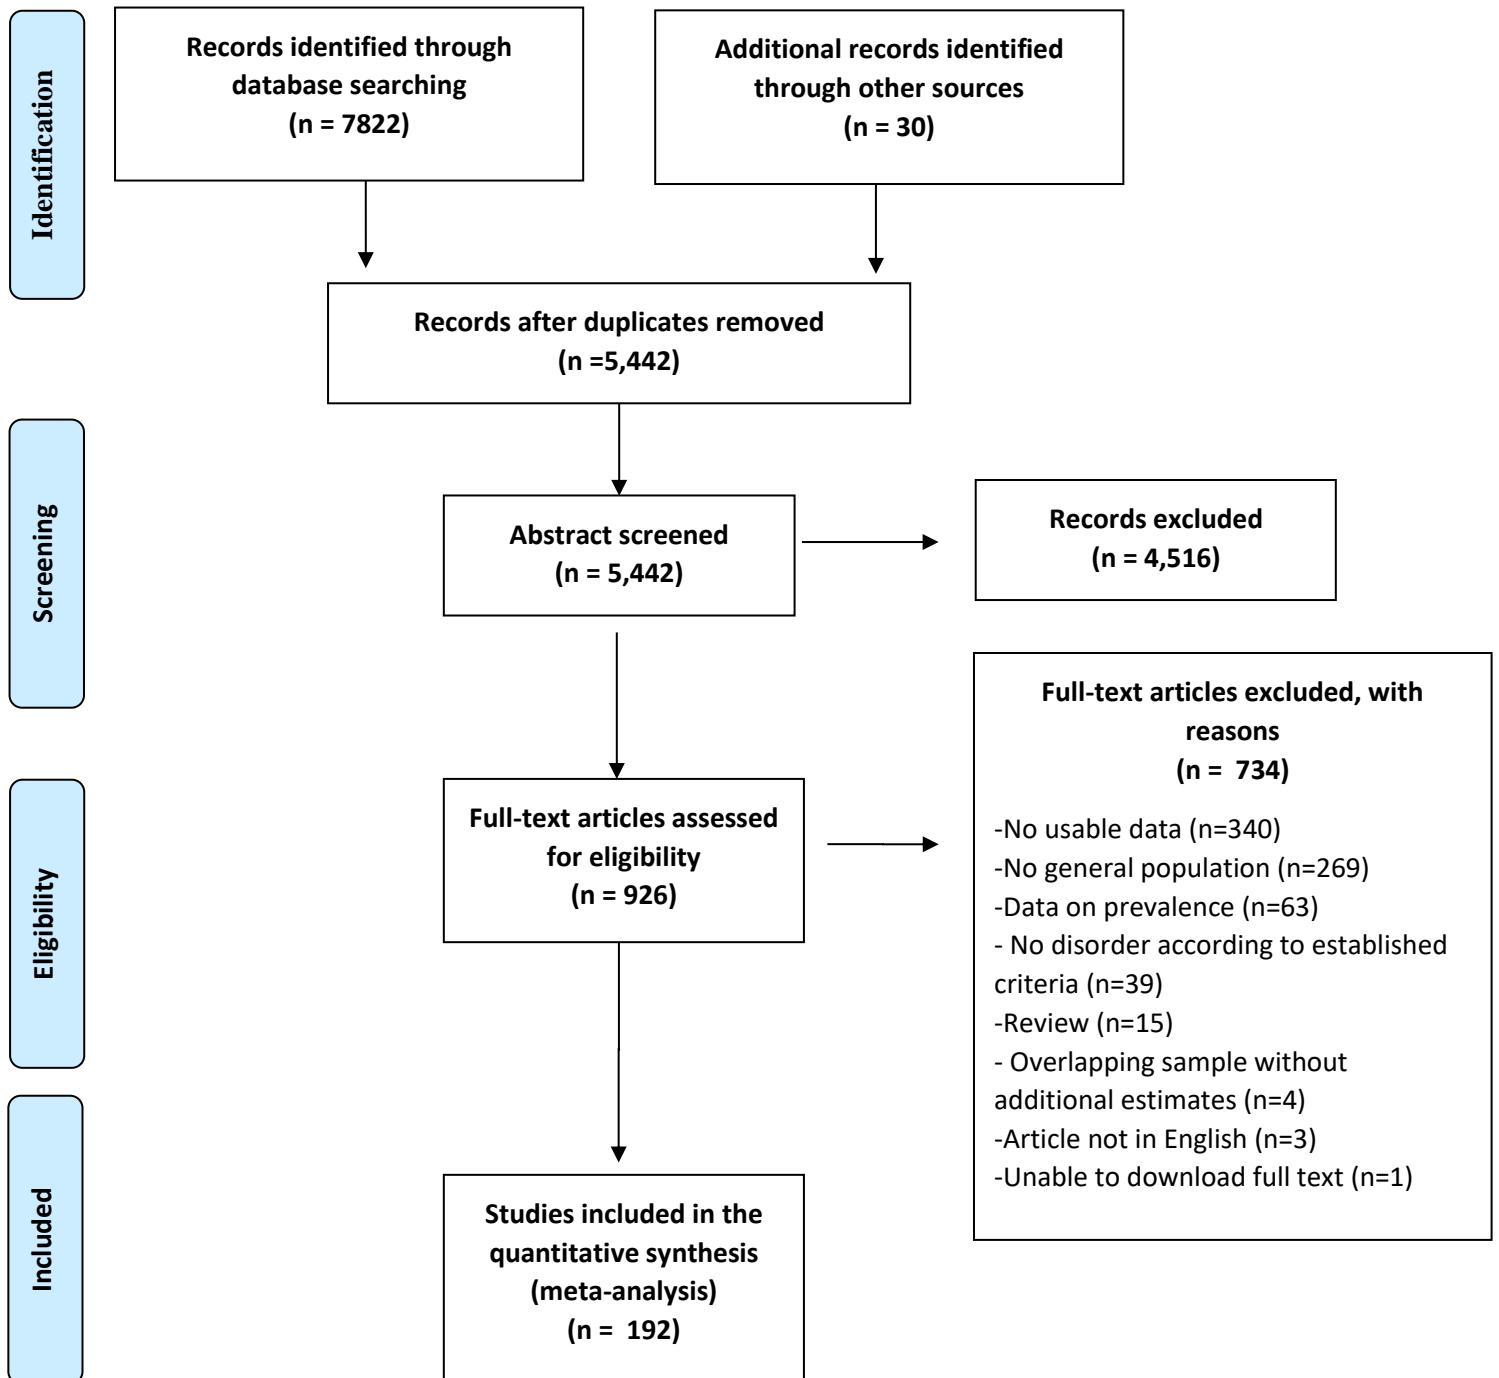 Identification
Records identified through
database searching
(n = 7822)
Additional records identified
through other sources
(n = 30)
Records after duplicates removed
(n =5,442)
Screening
Abstract screened
(n = 5,442)
Records excluded
(n = 4,516)
Eligibility
Full-text articles assessed
for eligibility
(n = 926)
Full-text articles excluded, with
reasons
(n =  734)
-No usable data (n=340)
-No general population (n=269)
-Data on prevalence (n=63)
- No disorder according to established
criteria (n=39)
-Review (n=15)
- Overlapping sample without
additional estimates (n=4)
-Article not in English (n=3)
-Unable to download full text (n=1)
Included
Studies included in the
quantitative synthesis
(meta-analysis)
(n =  192)